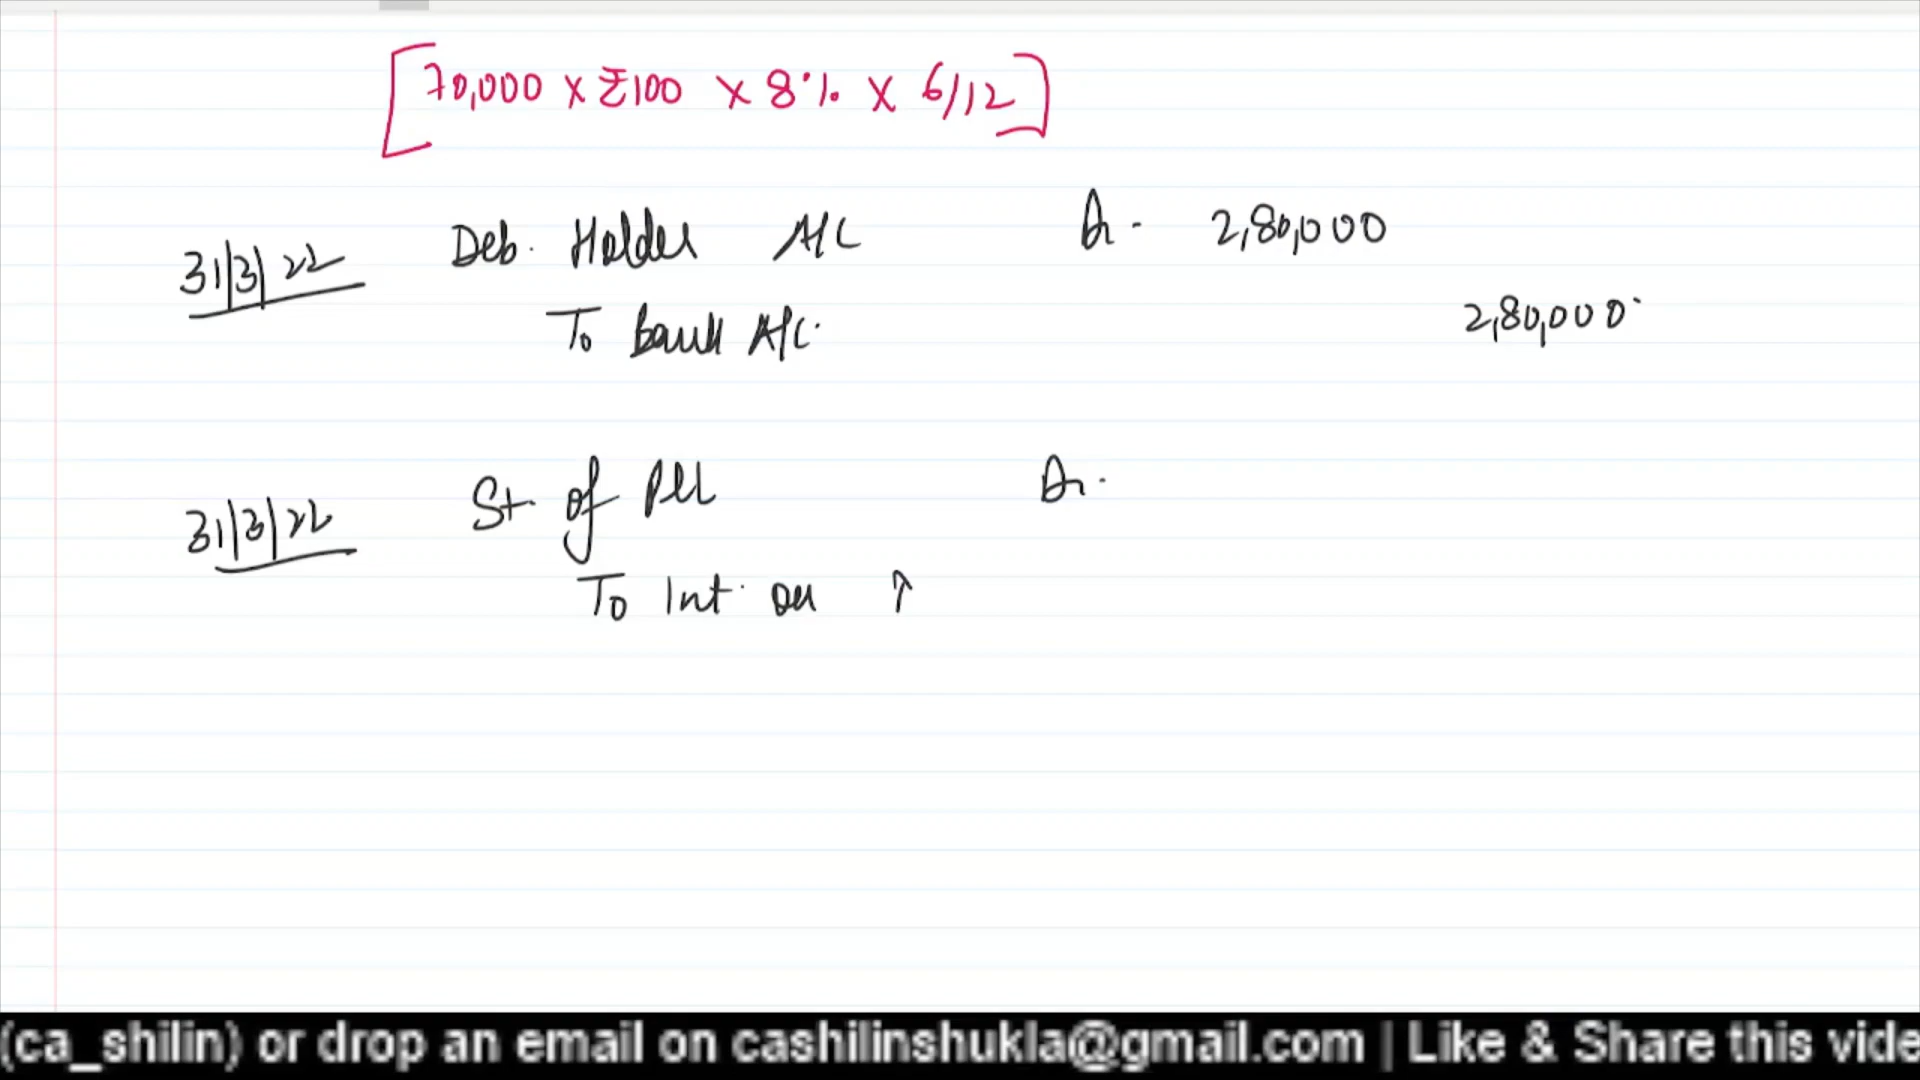 [70,000 x ₹100 x 8% x 6/12]
31/3/22 Deb. Holder A/c Dr. 2,80,000
To Bank A/c. 2,80,000
31/3/22 St. of P&L Dr.
To Int. on
(ca_shilin) or drop an email on cashilinshukla@gmail.com | Like & Share this vide